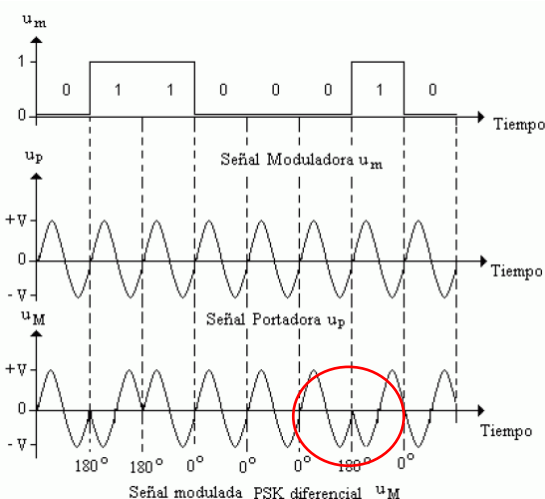 u_m
1
0 1 1 0 0 0 1 0
0
Tiempo
Señal Moduladora u_m
u_P
+V
0
Tiempo
-V
Señal Portadora u_p
u_M
+V
0
Tiempo
-V
180° 180° 0° 0° 0° 180° 0°
Señal modulada PSK diferencial u_M